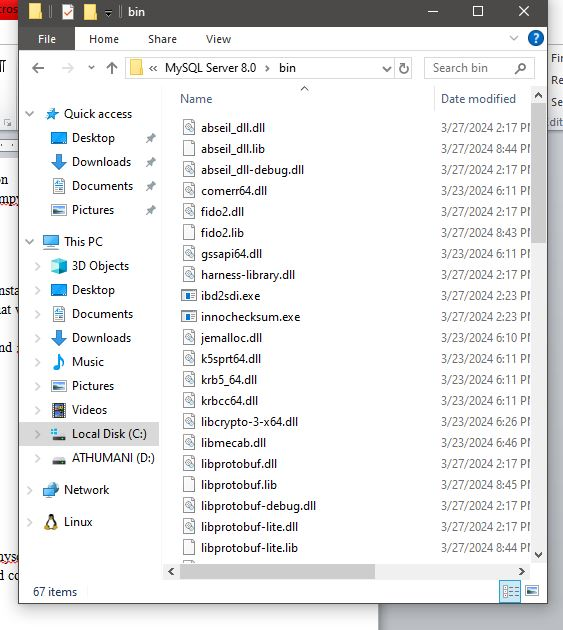 cros
bin
File
Home
Share
View
« MySQL Server 8.0 > bin
Search bin
Name
Date modified
Quick access
Desktop
Downloads
Documents
Pictures
This PC
3D Objects
Desktop
Documents
Downloads
Music
Pictures
Videos
Local Disk (C:)
ATHUMANI (D:)
Network
Linux
abseil_dll.dll 3/27/2024 2:17 PM
abseil_dll.lib 3/27/2024 8:44 PM
abseil_dll-debug.dll 3/27/2024 2:17 PM
comerr64.dll 3/23/2024 6:11 PM
fido2.dll 3/27/2024 2:17 PM
fido2.lib 3/27/2024 8:43 PM
gssapi64.dll 3/23/2024 6:11 PM
harness-library.dll 3/27/2024 2:17 PM
ibd2sdi.exe 3/27/2024 2:23 PM
innochecksum.exe 3/27/2024 2:23 PM
jemalloc.dll 3/23/2024 6:10 PM
k5sprt64.dll 3/23/2024 6:11 PM
krb5_64.dll 3/23/2024 6:11 PM
krbcc64.dll 3/23/2024 6:11 PM
libcrypto-3-x64.dll 3/23/2024 6:26 PM
libmecab.dll 3/23/2024 6:46 PM
libprotobuf.dll 3/27/2024 2:17 PM
libprotobuf.lib 3/27/2024 8:45 PM
libprotobuf-debug.dll 3/27/2024 2:17 PM
libprotobuf-lite.dll 3/27/2024 2:17 PM
libprotobuf-lite.lib 3/27/2024 8:44 PM
67 items